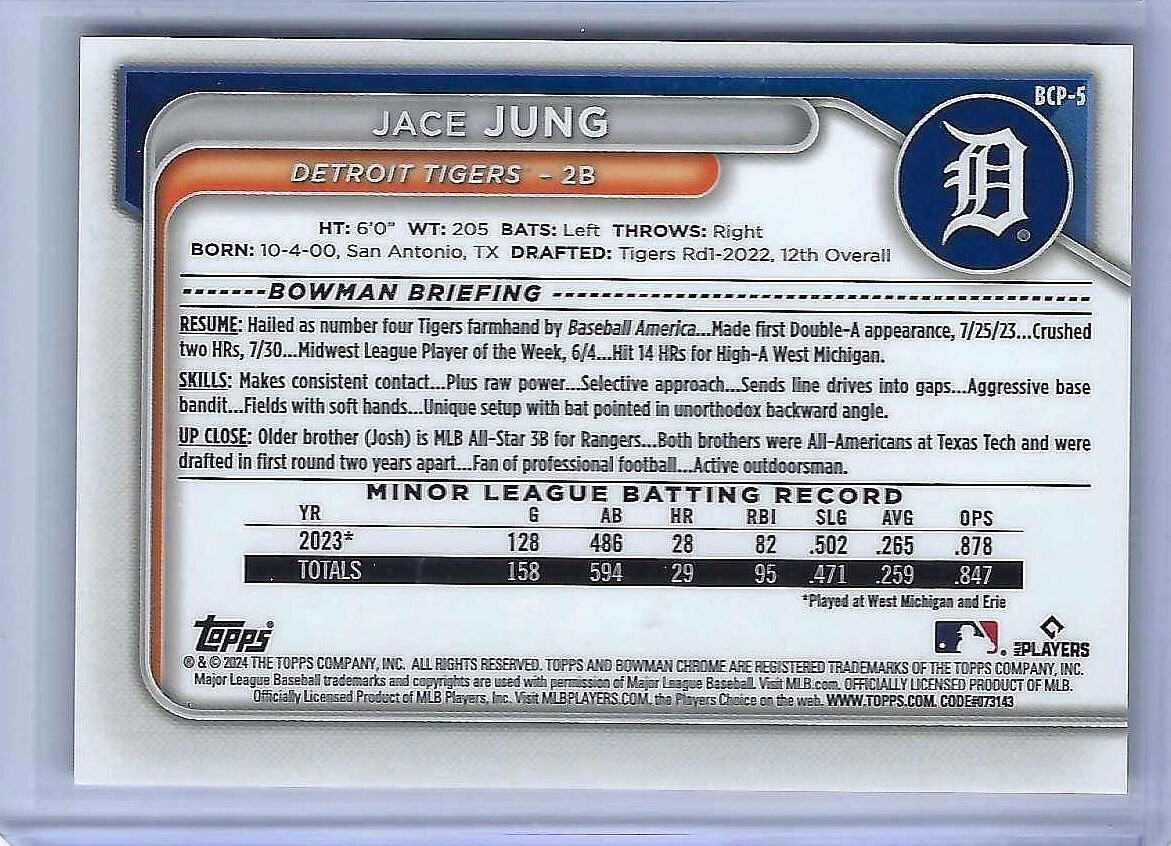 BCP-5
JACE JUNG
DETROIT TIGERS - 2B
D
HT: 6'0" WT: 205 BATS: Left THROWS: Right
BORN: 10-4-00, San Antonio, TX DRAFTED: Tigers Rd1-2022, 12th Overall
BOWMAN BRIEFING
RESUME: Hailed as number four Tigers farmhand by Baseball America...Made first Double-A appearance, 7/25/23...Crushed
two HRs, 7/30...Midwest League Player of the Week, 6/4...Hit 14 HRs for High-A West Michigan.
SKILLS: Makes consistent contact...Plus raw power...Selective approach...Sends line drives into gaps...Aggressive base
bandit...Fields with soft hands...Unique setup with bat pointed in unorthodox backward angle.
UP CLOSE: Older brother (Josh) is MLB All-Star 3B for Rangers...Both brothers were All-Americans at Texas Tech and were
drafted in first round two years apart...Fan of professional football...Active outdoorsman.
MINOR LEAGUE BATTING RECORD
YR G AB HR RBI SLG AVG OPS
2023* 128 486 28 82 .502 .265 .878
TOTALS 158 594 29 95 .471 .259 .847
*Played at West Michigan and Erie
Topps®
MLB PLAYERS
® & © 2024 THE TOPPS COMPANY, INC. ALL RIGHTS RESERVED. TOPPS AND BOWMAN CHROME ARE REGISTERED TRADEMARKS OF THE TOPPS COMPANY, INC.
Major League Baseball trademarks and copyrights are used with permission of Major League Baseball. Visit MLB.com. OFFICIALLY LICENSED PRODUCT OF MLB.
Officially Licensed Product of MLB Players, Inc. Visit MLBPLAYERS.COM, the Players Choice on the web. WWW.TOPPS.COM. CODE#073143